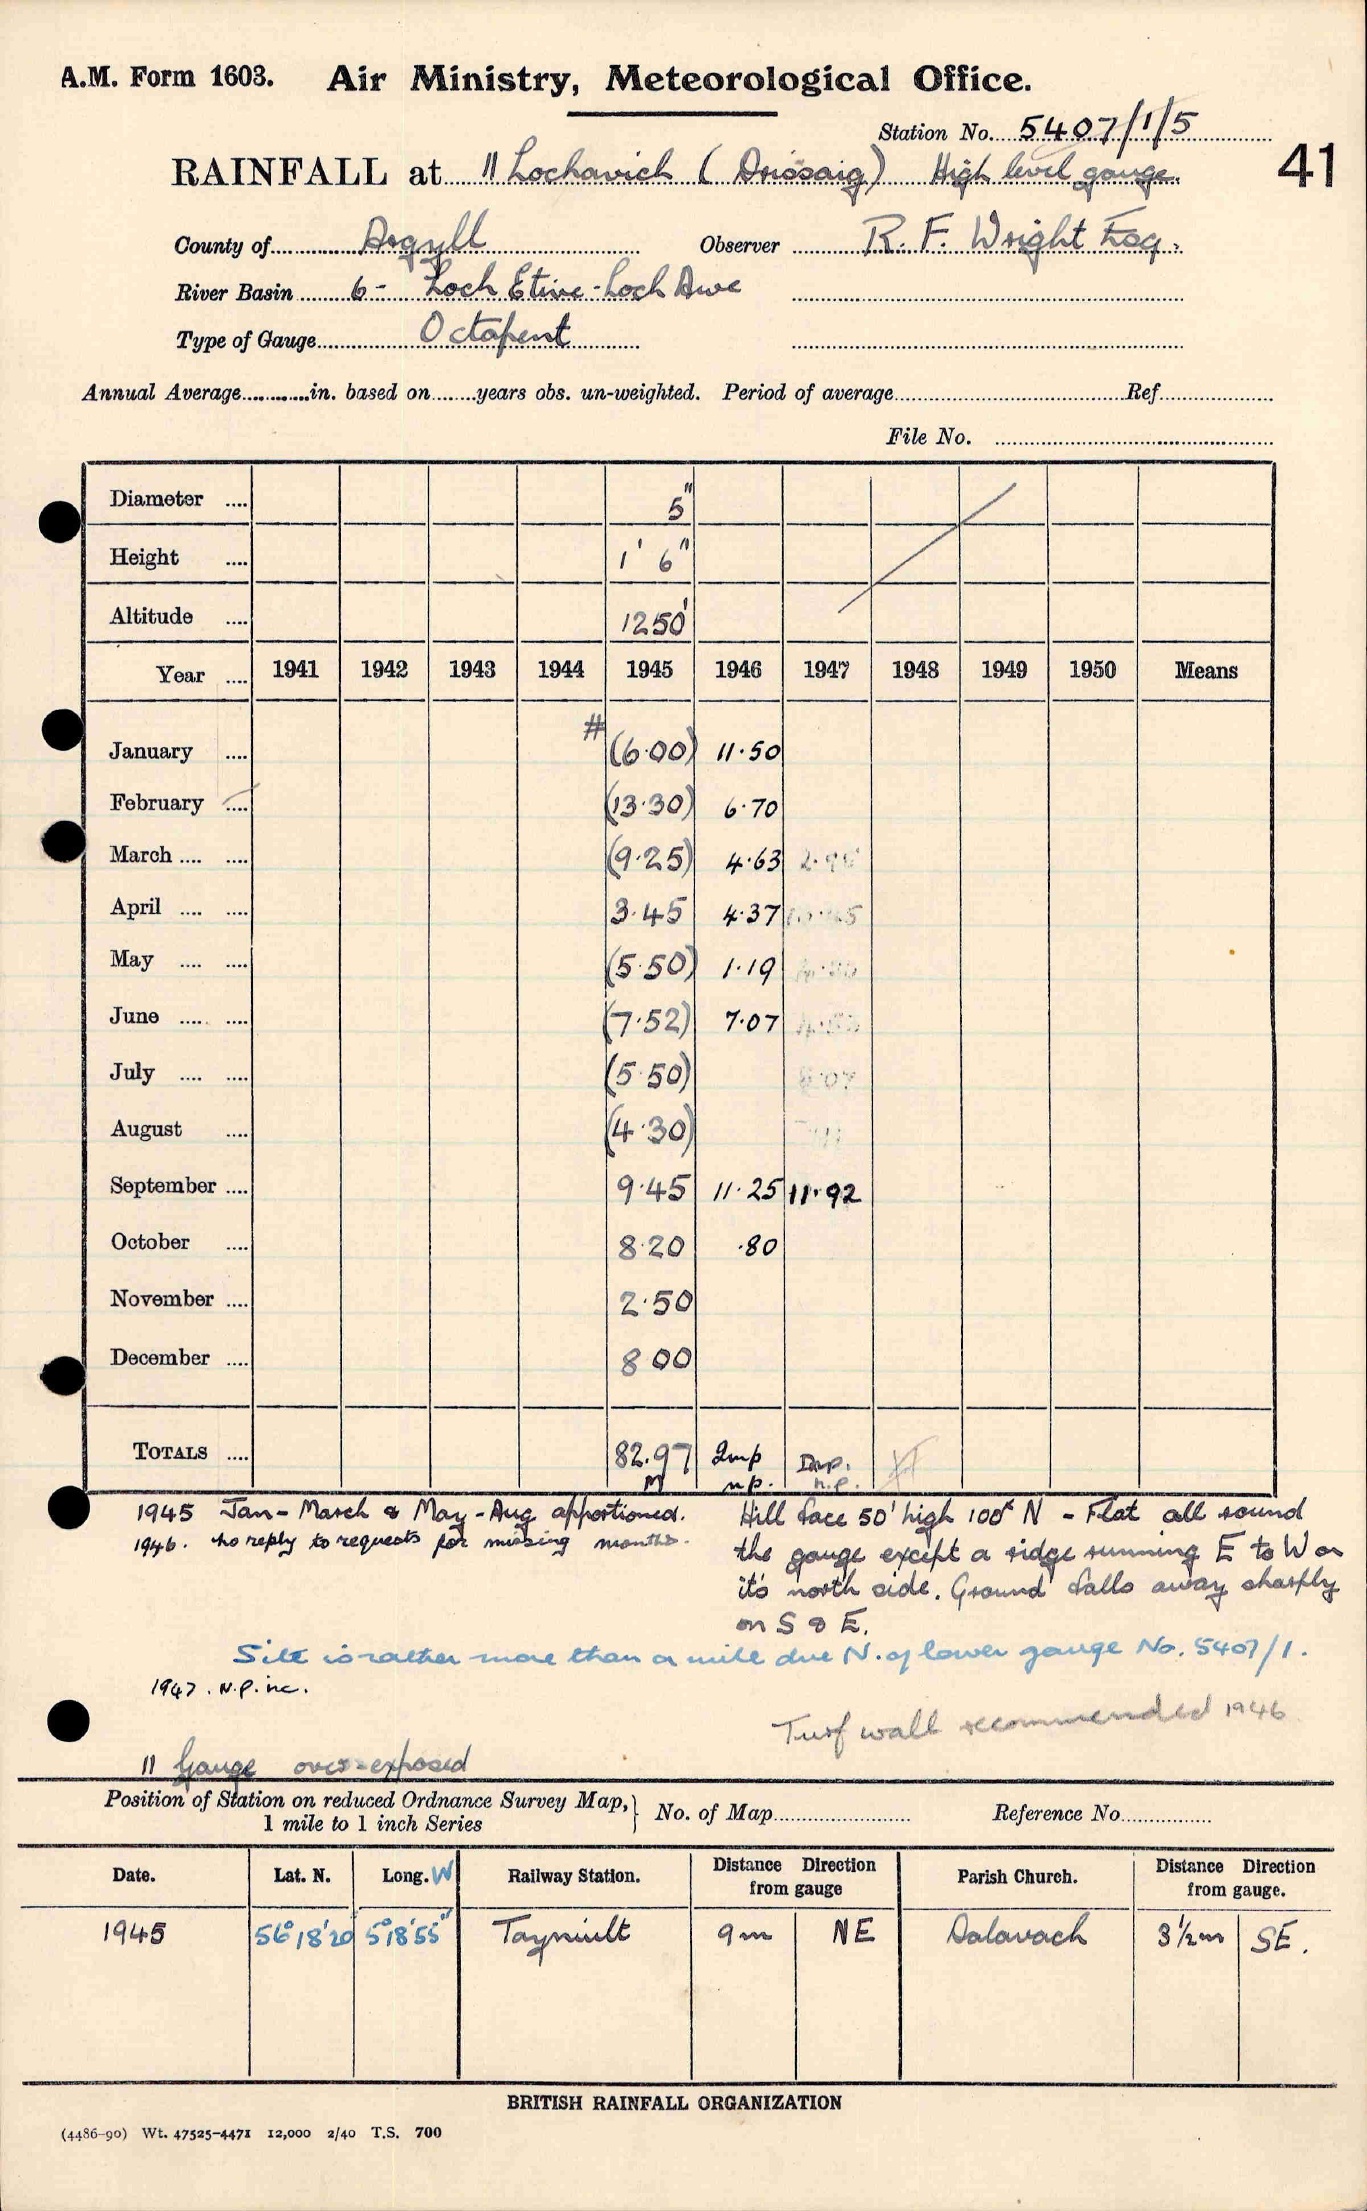 A.M. Form 1603. Air Ministry, Meteorological Office.
Station No. 5407/1/5
RAINFALL at " Lochavich (Drissaig) High level gauge.
41
County of Argyll Observer R. F. Wright Esq.
River Basin 6 - Loch Etive - Loch Awe
Type of Gauge Octapent
Annual Average in. based on years obs. un-weighted. Period of average Ref
File No.
Diameter 5"
Height 1' 6"
Altitude 1250'
Year 1941 1942 1943 1944 1945 1946 1947 1948 1949 1950 Means
January # (6.00) 11.50
February (13.30) 6.70
March (9.25) 4.63
April 3.45 4.37
May (5.50) 1.19
June (7.52) 7.07
July (5.50) 8.07
August (4.30)
September 9.45 11.25 11.92
October 8.20 .80
November 2.50
December 8 00
TOTALS 82.97 Imp Imp.
M n.p. n.p.
1945 Jan - March & May - Aug apportioned.
1946. no reply to requests for missing months.
Hill face 50' high 100x N - Flat all round
the gauge except a ridge running E to W on
it's north side. Ground falls away sharply
on S & E.
Site is rather more than a mile due N. of lower gauge No. 5407/1.
1947. N.P. inc.
Turf wall recommended 1946
" Gauge over-exposed
Position of Station on reduced Ordnance Survey Map,
1 mile to 1 inch Series
No. of Map Reference No.
Date. Lat. N. Long. W Railway Station. Distance Direction from gauge Parish Church. Distance Direction from gauge.
1945 56° 18' 20 5° 18' 55" Taynuilt 9m NE Dalavach 3½m SE.
BRITISH RAINFALL ORGANIZATION
(4486-90) Wt. 47525-4471 12,000 2/40 T.S. 700